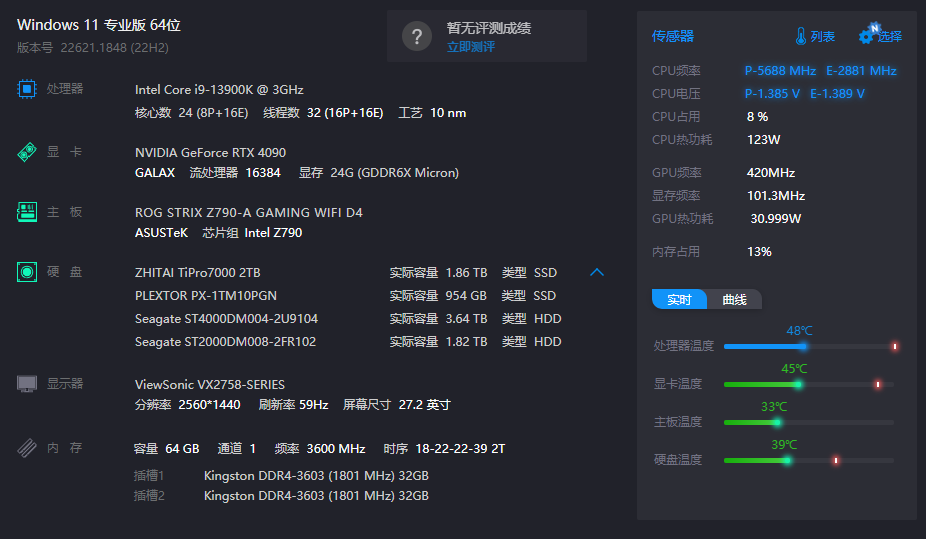 Windows 11 专业版 64位
版本号 22621.1848 (22H2)
?
暂无评测成绩
立即测评
处理器
Intel Core i9-13900K @ 3GHz
核心数 24 (8P+16E) 线程数 32 (16P+16E) 工艺 10 nm
显 卡
NVIDIA GeForce RTX 4090
GALAX 流处理器 16384 显存 24G (GDDR6X Micron)
主 板
ROG STRIX Z790-A GAMING WIFI D4
ASUSTeK 芯片组 Intel Z790
硬 盘
ZHITAI TiPro7000 2TB 实际容量 1.86 TB 类型 SSD
PLEXTOR PX-1TM10PGN 实际容量 954 GB 类型 SSD
Seagate ST4000DM004-2U9104 实际容量 3.64 TB 类型 HDD
Seagate ST2000DM008-2FR102 实际容量 1.82 TB 类型 HDD
显示器
ViewSonic VX2758-SERIES
分辨率 2560*1440 刷新率 59Hz 屏幕尺寸 27.2 英寸
内 存
容量 64 GB 通道 1 频率 3600 MHz 时序 18-22-22-39 2T
插槽1 Kingston DDR4-3603 (1801 MHz) 32GB
插槽2 Kingston DDR4-3603 (1801 MHz) 32GB
传感器 列表 N 选择
CPU频率 P-5688 MHz E-2881 MHz
CPU电压 P-1.385 V E-1.389 V
CPU占用 8 %
CPU热功耗 123W
GPU频率 420MHz
显存频率 101.3MHz
GPU热功耗 30.999W
内存占用 13%
实时 曲线
48℃
处理器温度
45℃
显卡温度
33℃
主板温度
39℃
硬盘温度